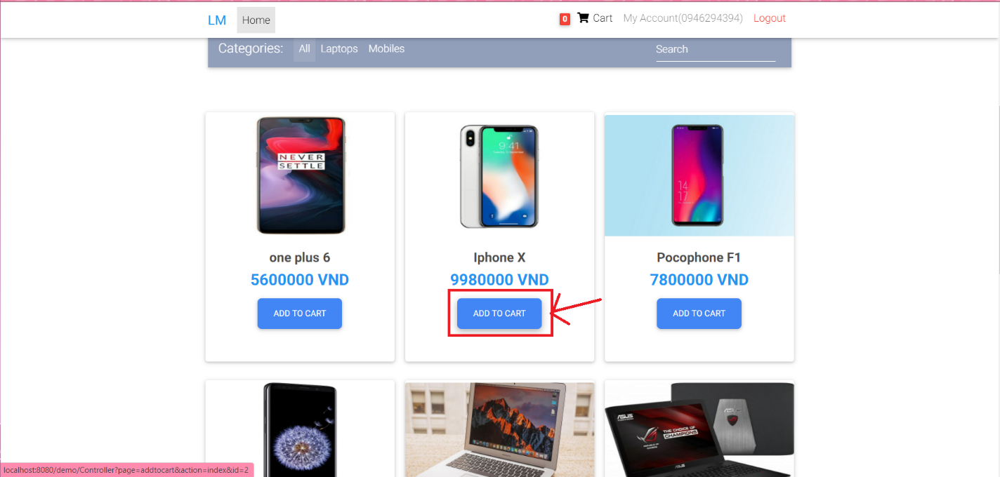 LM Home 0 Cart My Account(0946294394) Logout
Categories: All Laptops Mobiles Search
NEVER
SETTLE
9:41
14
17
one plus 6 Iphone X Pocophone F1
5600000 VND 9980000 VND 7800000 VND
ADD TO CART ADD TO CART ADD TO CART
ASUS
THE CHOICE OF
CHAMPIONS
ASUS
localhost:8080/demo/Controller?page=addtocart&action=index&id=2